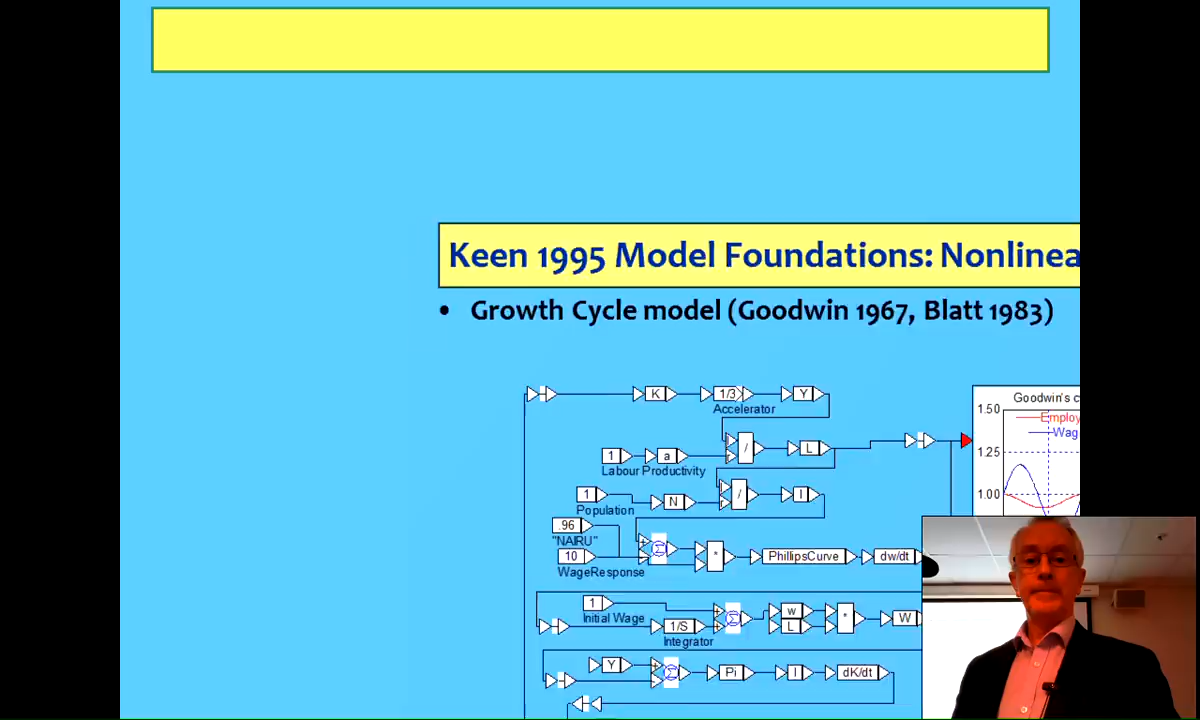 Keen 1995 Model Foundations: Nonlinea
• Growth Cycle model (Goodwin 1967, Blatt 1983)
K 1/3 Y
Accelerator
Goodwin's c
1.50
Employ
Wag
1.25
1.00
/ L
1 a
Labour Productivity
1 N / l
Population
.96
"NAIRU"
10
WageResponse
* PhillipsCurve dw/dt
1
Initial Wage
1/S
Integrator
w
L
* W
Y
Pi I dK/dt